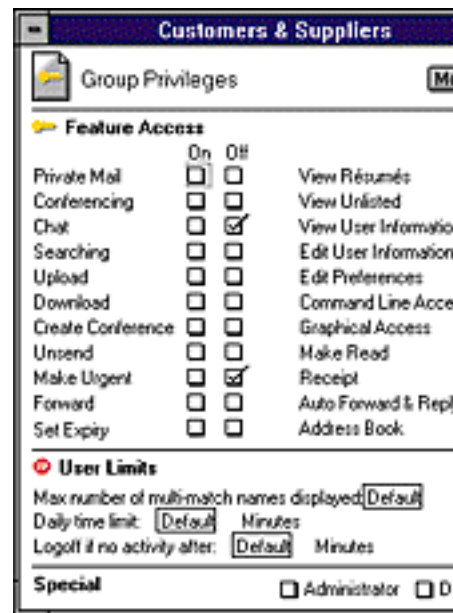 Customers & Suppliers
Group Privileges
Feature Access
On Off
Private Mail View Résumés
Conferencing View Unlisted
Chat View User Informatio
Searching Edit User Information
Upload Edit Preferences
Download Command Line Acce
Create Conference Graphical Access
Unsend Make Read
Make Urgent Receipt
Forward Auto Forward & Reply
Set Expiry Address Book
User Limits
Max number of multi-match names displayed: Default
Daily time limit: Default Minutes
Logoff if no activity after: Default Minutes
Special Administrator D